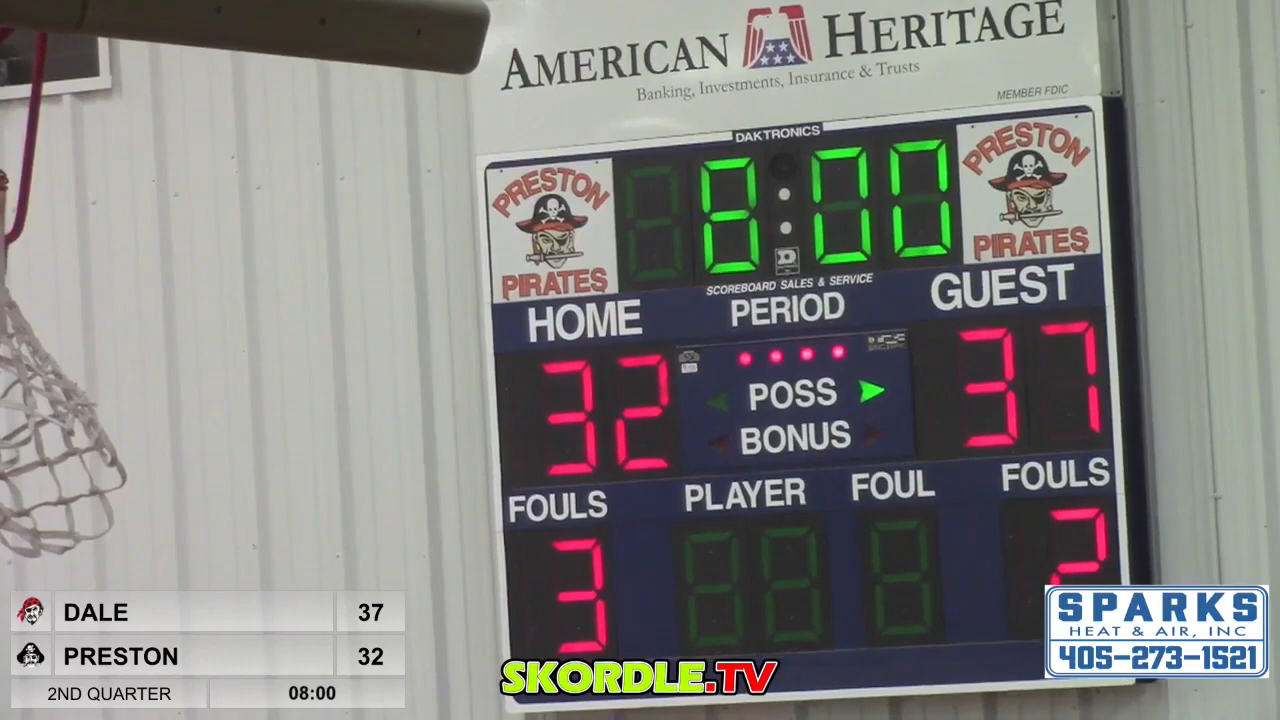 AMERICAN HERITAGE
Banking, Investments, Insurance & Trusts
MEMBER FDIC
DAKTRONICS
PRESTON
PIRATES
8:00
PRESTON
PIRATES
SCOREBOARD SALES & SERVICE
HOME
PERIOD
GUEST
32
37
POSS
BONUS
FOULS
PLAYER
FOUL
FOULS
3
2
DALE 37
PRESTON 32
2ND QUARTER 08:00
SKORDLE.TV
SPARKS
HEAT & AIR, INC
405-273-1521